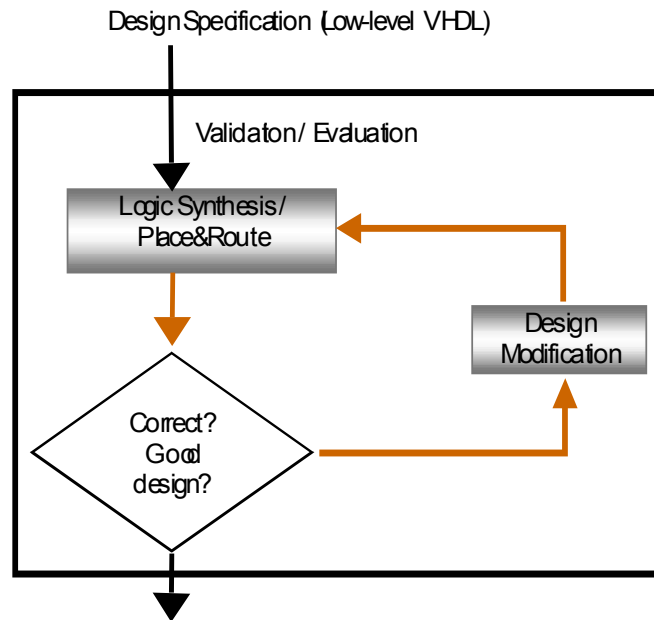 Design Specification (Low-level VHDL)
Validaton / Evaluation
Logic Synthesis /
Place&Route
Design
Modification
Correct?
Good
design?